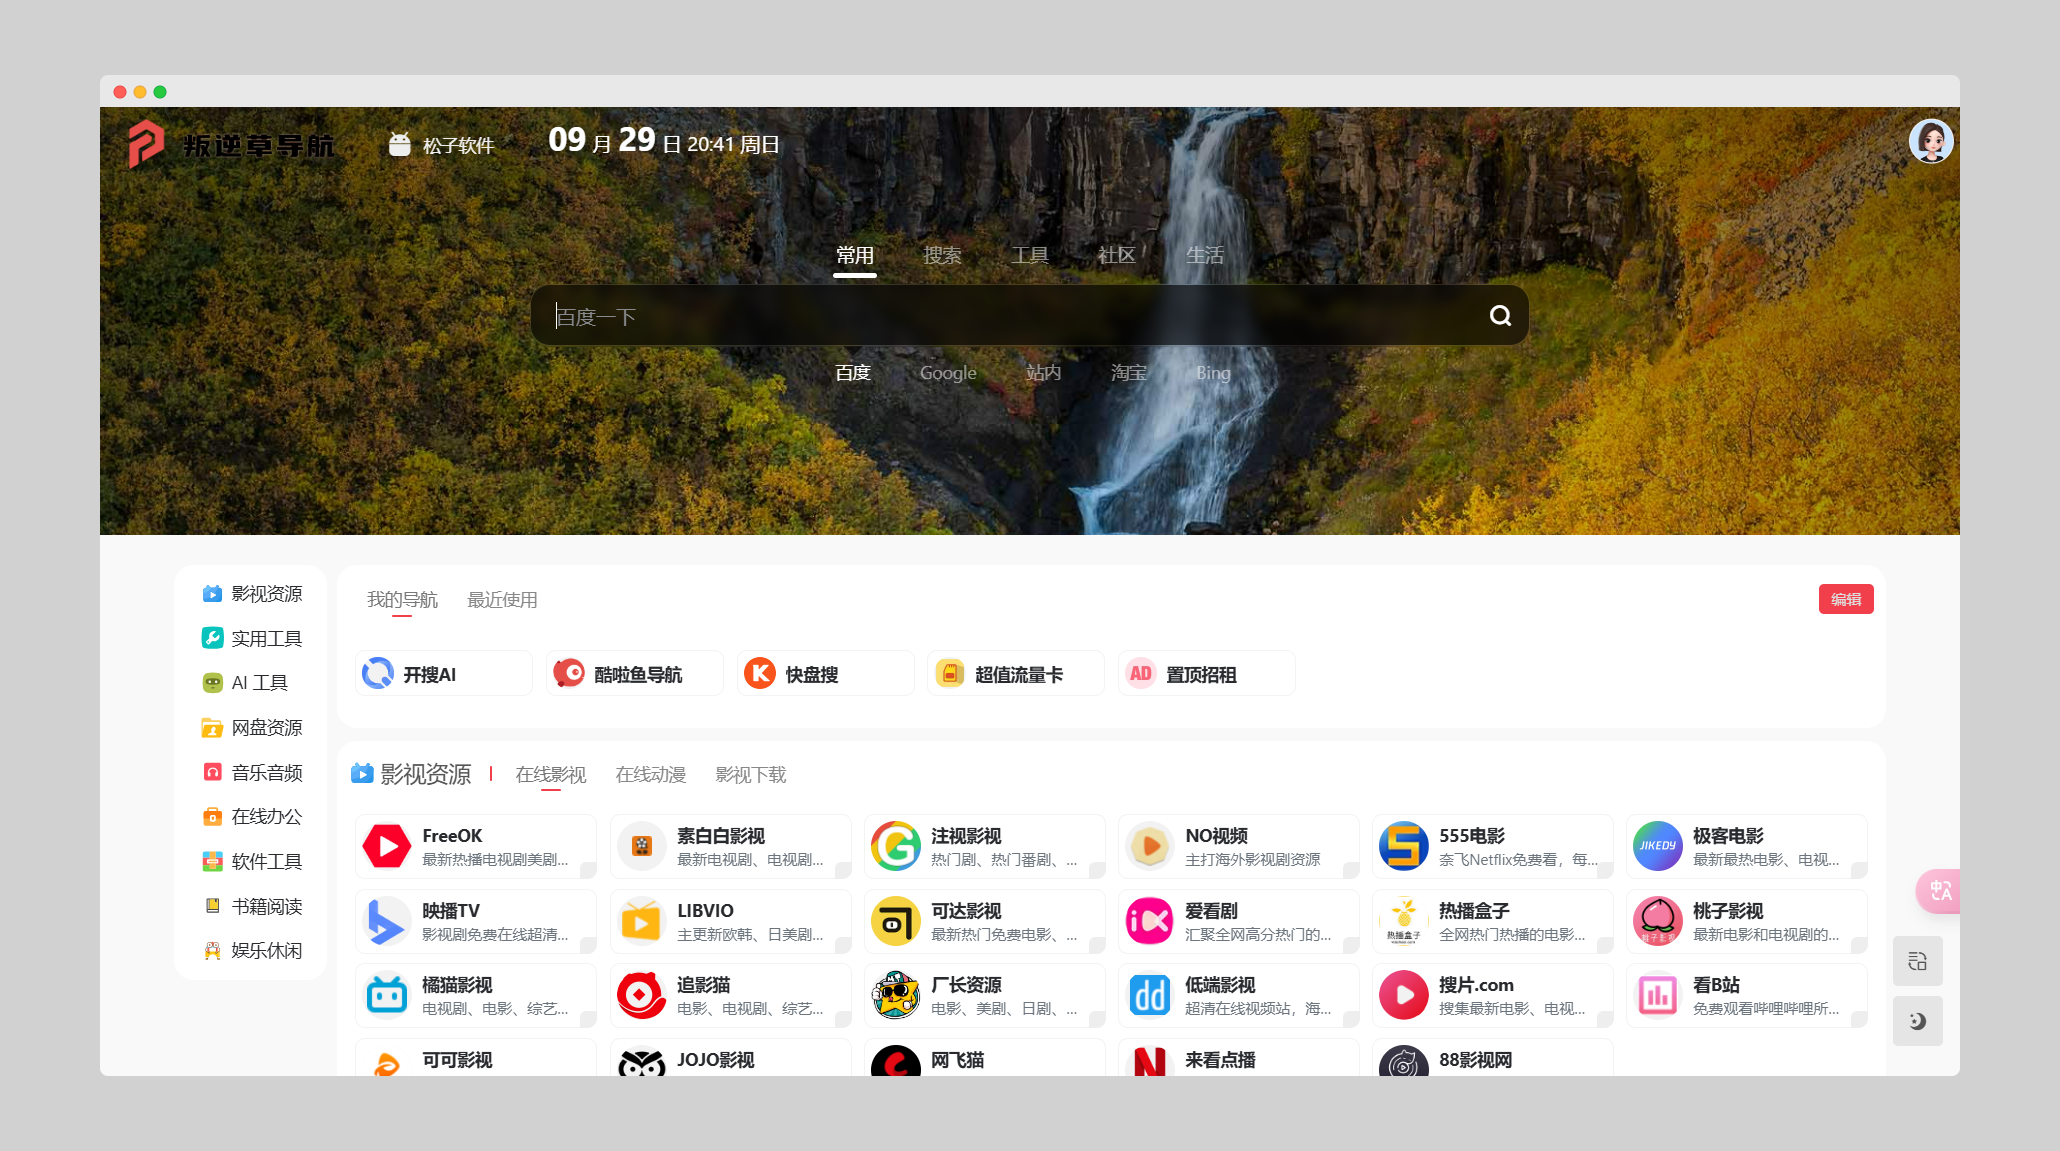 叛逆草导航
松子软件
09 月 29 日 20:41 周日
常用 搜索 工具 社区 生活
百度一下
百度 Google 站内 淘宝 Bing
影视资源
实用工具
AI 工具
网盘资源
音乐音频
在线办公
软件工具
书籍阅读
娱乐休闲
我的导航 最近使用
编辑
开搜AI
酷啦鱼导航
快盘搜
超值流量卡
AD 置顶招租
影视资源 在线影视 在线动漫 影视下载
FreeOK
最新热播电视剧美剧...
素白白影视
最新电视剧、电视剧...
注视影视
热门剧、热门番剧、...
NO视频
主打海外影视剧资源
555电影
奈飞Netflix免费看，每...
JIKEDY
极客电影
最新最热电影、电视...
映播TV
影视剧免费在线超清...
LIBVIO
主更新欧韩、日美剧...
可达影视
最新热门免费电影、...
爱看剧
汇聚全网高分热门的...
热播盒子
热播盒子
全网热门热播的电影...
桃子影视
最新电影和电视剧的...
橘猫影视
电视剧、电影、综艺...
追影猫
电影、电视剧、综艺...
厂长资源
电影、美剧、日剧、...
dd
低端影视
超清在线视频站，海...
搜片.com
搜集最新电影、电视...
看B站
免费观看哔哩哔哩所...
可可影视
JOJO影视
网飞猫
来看点播
88影视网
中A